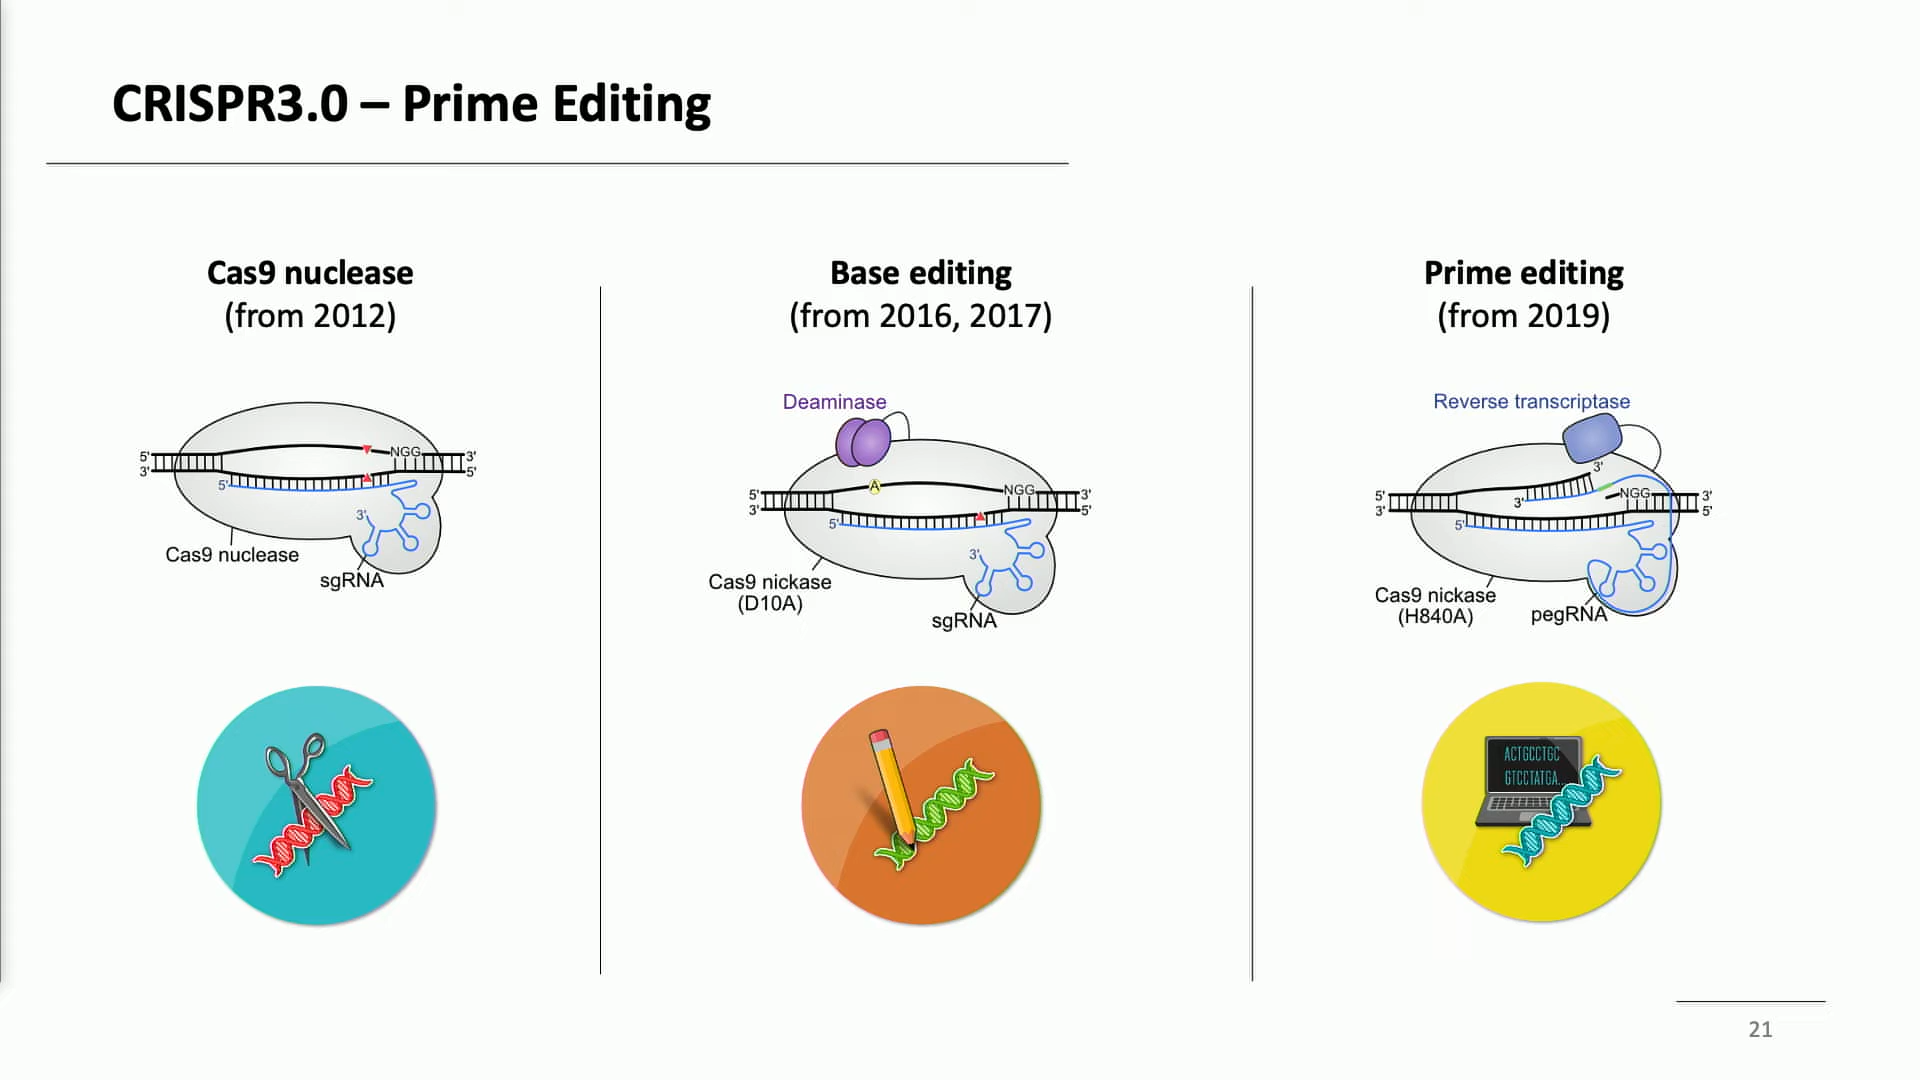 CRISPR3.0 – Prime Editing
Cas9 nuclease
(from 2012)
5'
3'
NGG
3'
5'
5'
3'
Cas9 nuclease
sgRNA
Base editing
(from 2016, 2017)
Deaminase
A
5'
3'
NGG
3'
5'
5'
3'
Cas9 nickase
(D10A)
sgRNA
Prime editing
(from 2019)
Reverse transcriptase
3'
5'
3'
3'
NGG
3'
5'
5'
Cas9 nickase
(H840A)
pegRNA
ACTGCCTGC
GTCCTATGA...
21